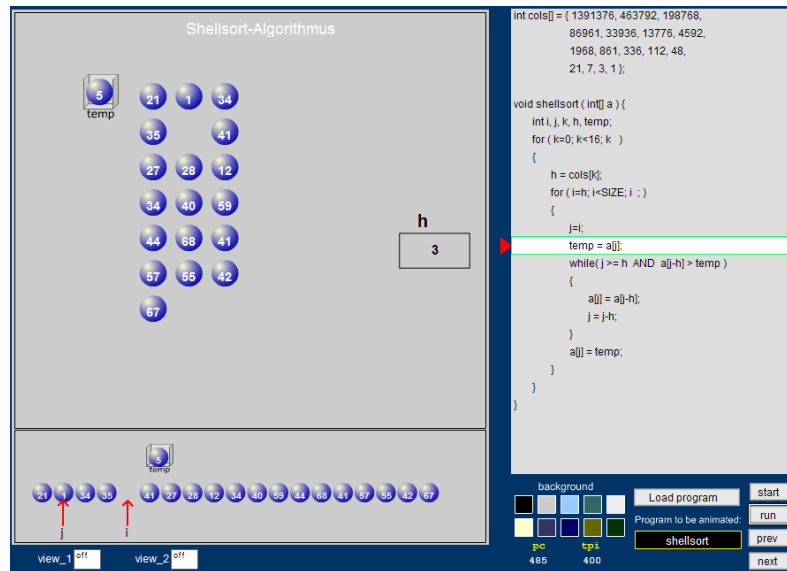 Shellsort-Algorithmus
5
temp
21 1 34
35 41
27 28 12
34 40 59
44 68 41
57 55 42
67
h
3
5
temp
21 1 34 35 41 27 28 12 34 40 59 44 68 41 57 55 42 67
j i
view_1 off view_2 off
int cols[] = { 1391376, 463792, 198768,
86961, 33936, 13776, 4592,
1968, 861, 336, 112, 48,
21, 7, 3, 1 };
void shellsort ( int[] a ) {
int i, j, k, h, temp;
for ( k=0; k<16; k )
{
h = cols[k];
for ( i=h; i<SIZE; i ; )
{
j=i;
temp = a[j];
while( j >= h AND a[j-h] > temp )
{
a[j] = a[j-h];
j = j-h;
}
a[j] = temp;
}
}
}
background
pc tpi
485 400
Load program
Program to be animated:
shellsort
start
run
prev
next